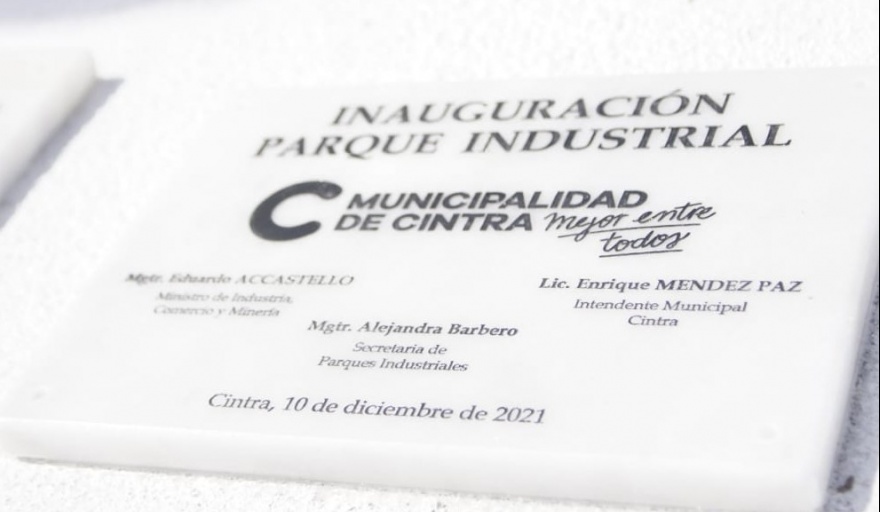 INAUGURACIÓN
PARQUE INDUSTRIAL
MUNICIPALIDAD
DE CINTRA mejor entre
todos
Mgtr. Eduardo ACCASTELLO
Ministro de Industria,
Comercio y Minería
Lic. Enrique MENDEZ PAZ
Intendente Municipal
Cintra
Mgtr. Alejandra Barbero
Secretaria de
Parques Industriales
Cintra, 10 de diciembre de 2021